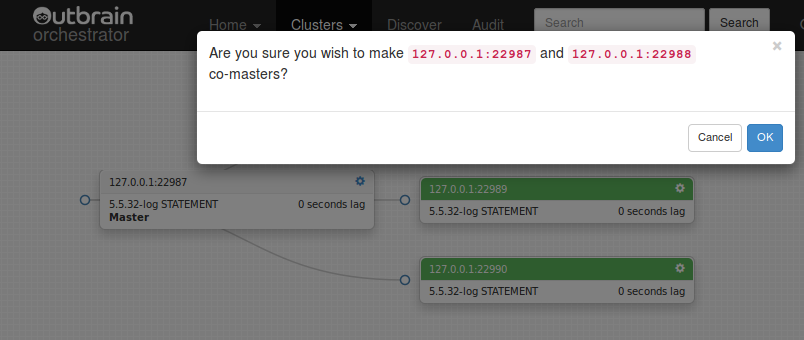 Outbrain
orchestrator
Home
Clusters
Discover
Audit
Search
Search
Are you sure you wish to make 127.0.0.1:22987 and 127.0.0.1:22988
co-masters?
×
Cancel
OK
127.0.0.1:22987
5.5.32-log STATEMENT 0 seconds lag
Master
127.0.0.1:22989
5.5.32-log STATEMENT 0 seconds lag
127.0.0.1:22990
5.5.32-log STATEMENT 0 seconds lag